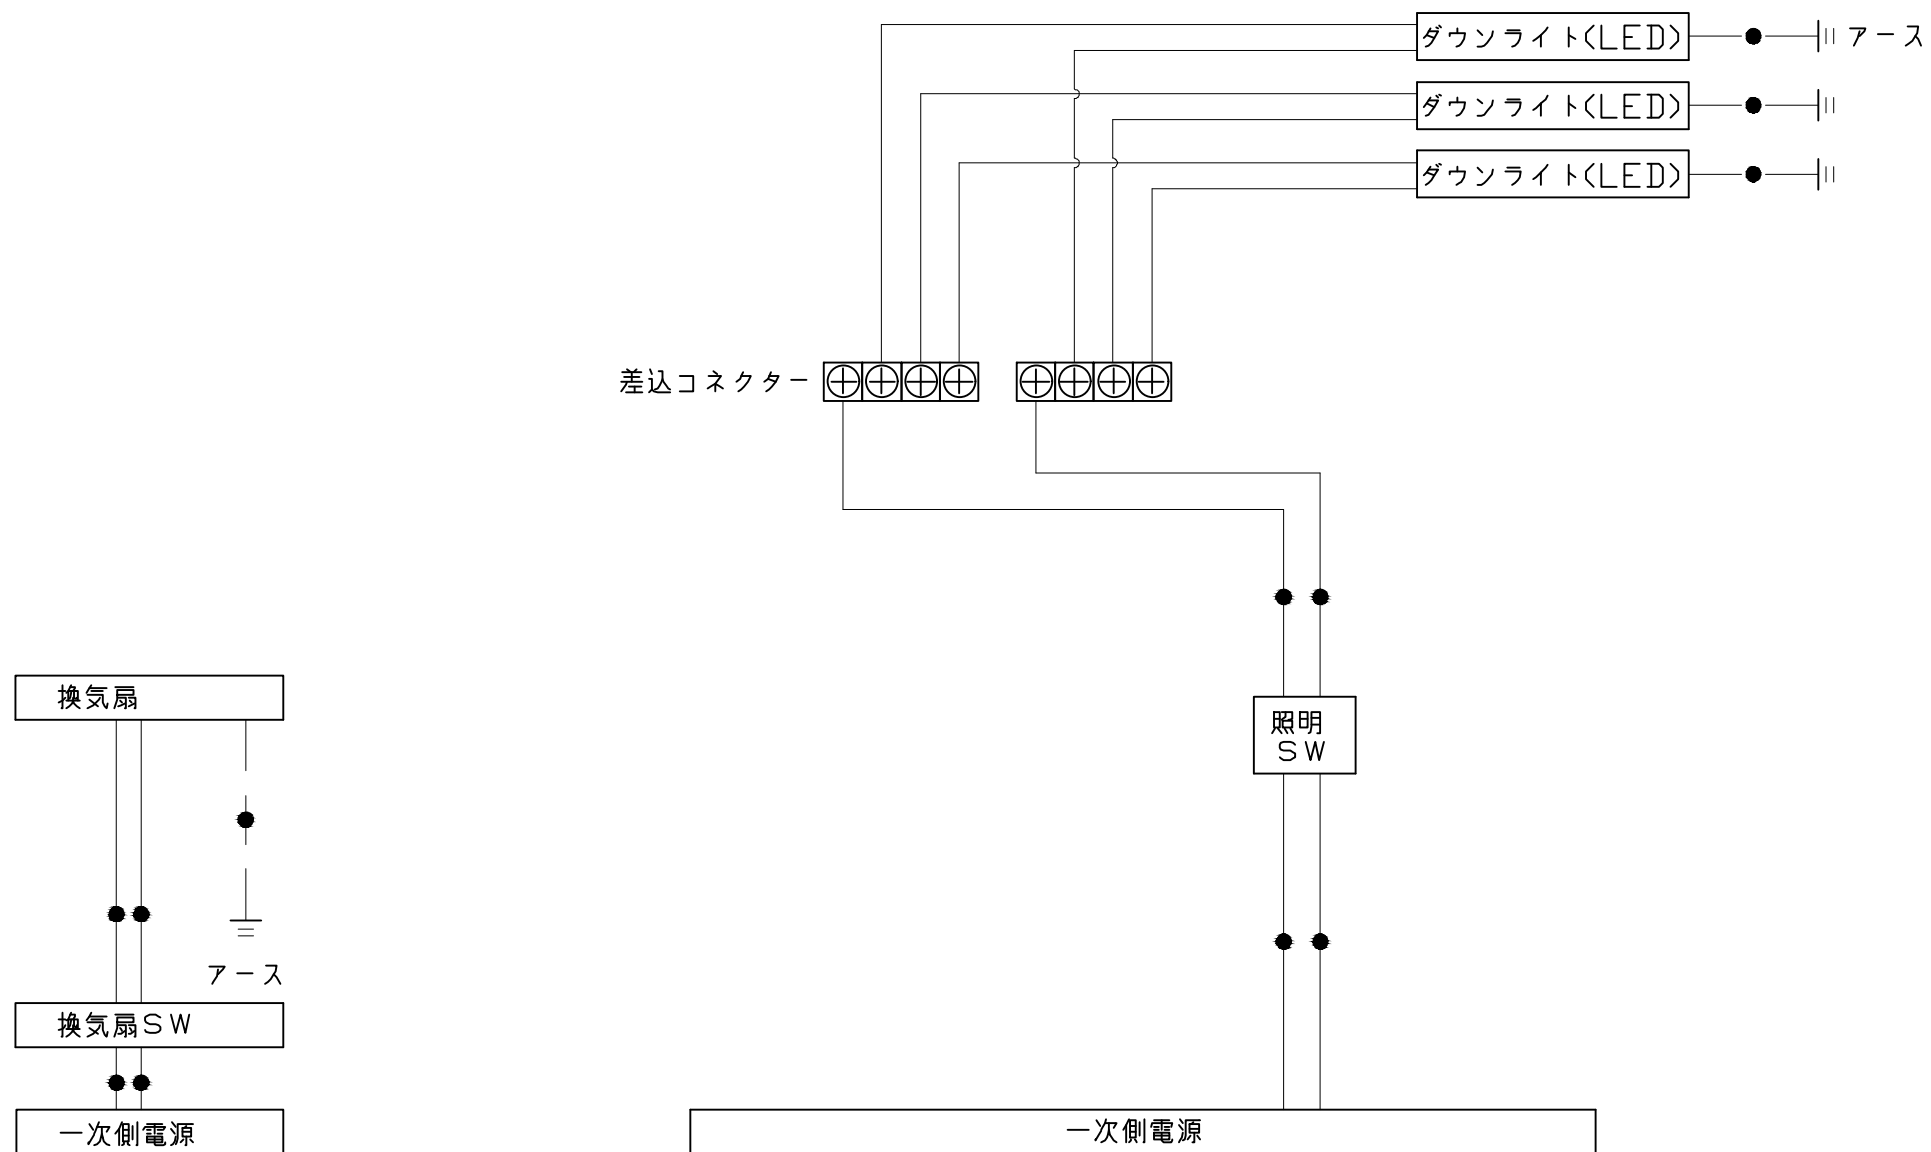 ダウンライト(LED)
アース
ダウンライト(LED)
ダウンライト(LED)
差込コネクター
換気扇
照明
SW
アース
換気扇SW
一次側電源
一次側電源